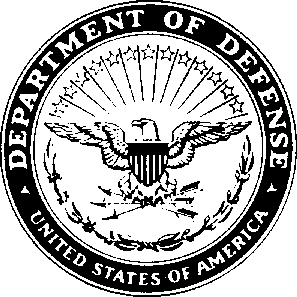 DEPARTMENT OF DEFENSE
UNITED STATES OF AMERICA